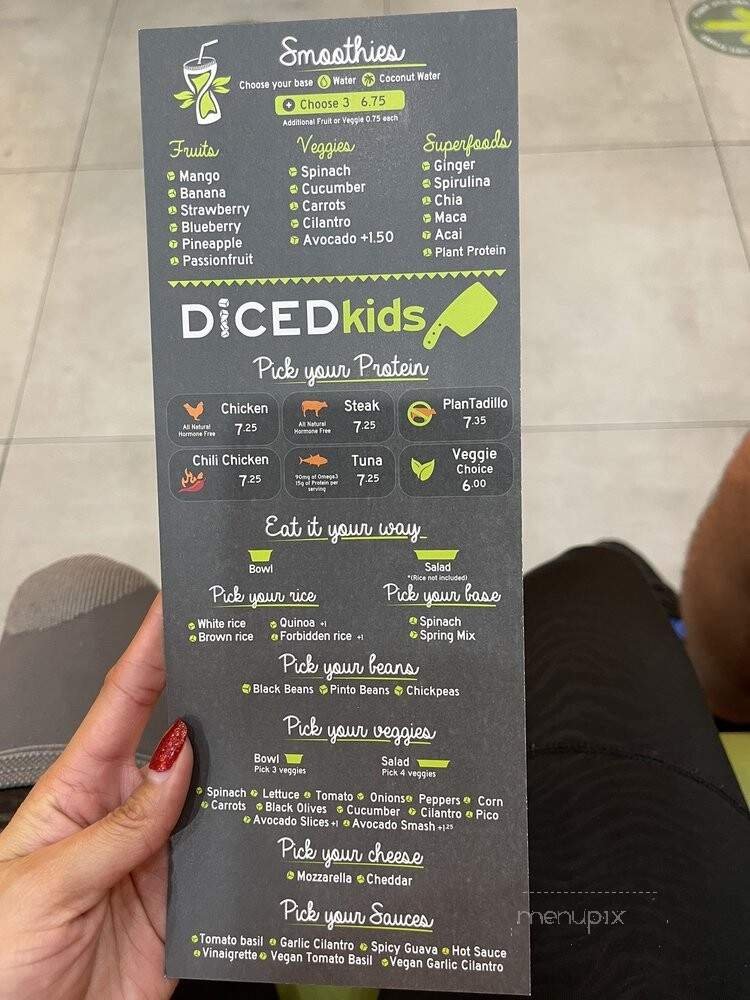 Smoothies
Choose your base Water Coconut Water
+ Choose 3 6.75
Additional Fruit or Veggie 0.75 each
Fruits
Mango
Banana
Strawberry
Blueberry
Pineapple
Passionfruit
Veggies
Spinach
Cucumber
Carrots
Cilantro
Avocado +1.50
Superfoods
Ginger
Spirulina
Chia
Maca
Acai
Plant Protein
DiCEDkids
Pick your Protein
Chicken
All Natural
Hormone Free
7.25
Steak
All Natural
Hormone Free
7.25
PlanTadillo
7.35
Chili Chicken
7.25
Tuna
90mg of Omega3
15g of Protein per
serving
7.25
Veggie
Choice
6.00
Eat it your way
Bowl
Salad
*(Rice not included)
Pick your rice
White rice Quinoa +1
Brown rice Forbidden rice +1
Pick your base
Spinach
Spring Mix
Pick your beans
Black Beans Pinto Beans Chickpeas
Pick your veggies
Bowl
Pick 3 veggies
Salad
Pick 4 veggies
Spinach Lettuce Tomato Onions Peppers Corn
Carrots Black Olives Cucumber Cilantro Pico
Avocado Slices +1 Avocado Smash +1.25
Pick your cheese
Mozzarella Cheddar
Pick your Sauces
Tomato basil Garlic Cilantro Spicy Guava Hot Sauce
Vinaigrette Vegan Tomato Basil Vegan Garlic Cilantro
menupix